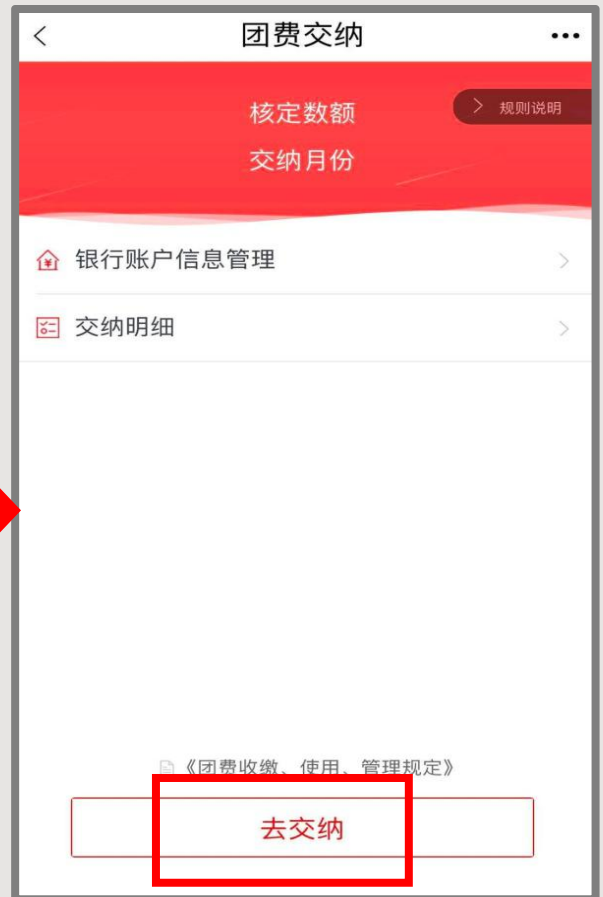 团费交纳
核定数额
规则说明
交纳月份
银行账户信息管理
交纳明细
《团费收缴、使用、管理规定》
去交纳